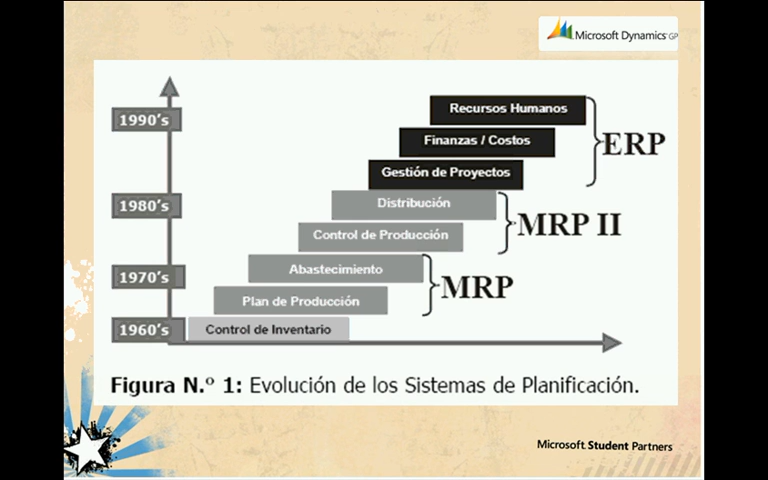 Microsoft Dynamics GP
1990's
Recursos Humanos
Finanzas / Costos
Gestión de Proyectos
ERP
1980's
Distribución
Control de Producción
MRP II
1970's
Abastecimiento
Plan de Producción
MRP
1960's
Control de Inventario
Figura N.º 1: Evolución de los Sistemas de Planificación.
Microsoft Student Partners